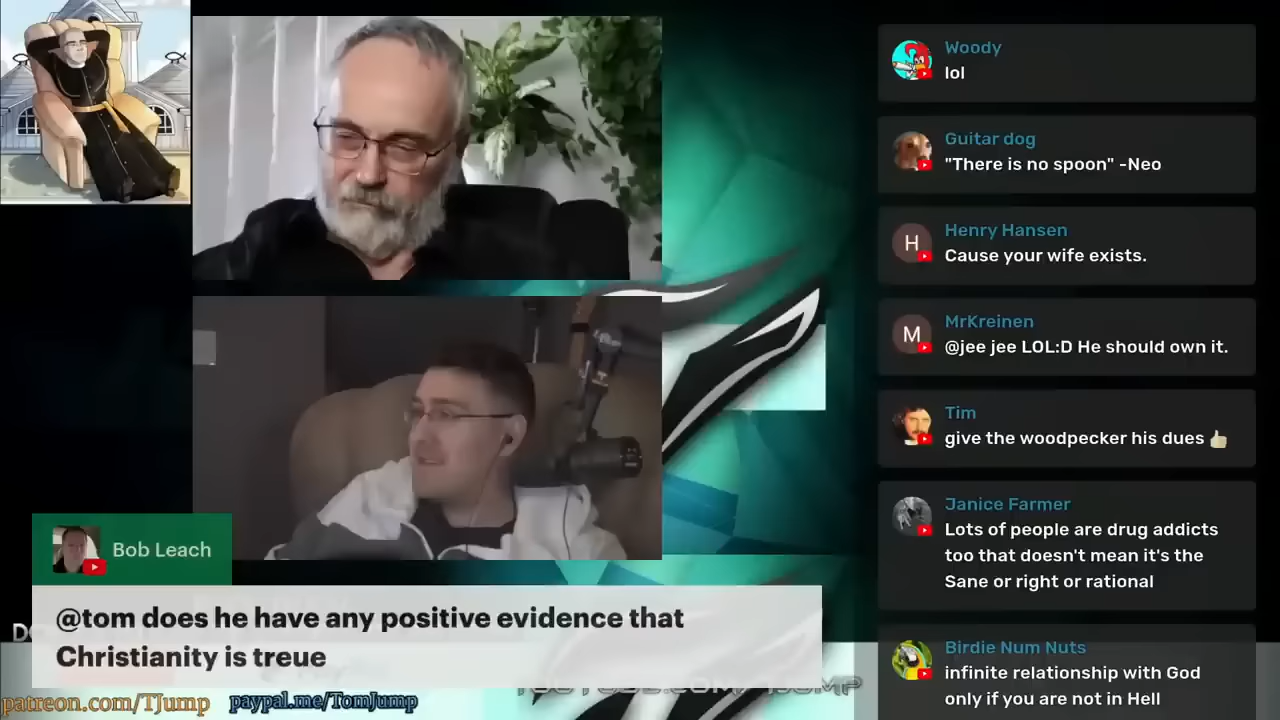 Woody
lol
Guitar dog
"There is no spoon" -Neo
H
Henry Hansen
Cause your wife exists.
M
MrKreinen
@jee jee LOL:D He should own it.
Tim
give the woodpecker his dues 👍🏼
Janice Farmer
Lots of people are drug addicts
too that doesn't mean it's the
Sane or right or rational
Birdie Num Nuts
infinite relationship with God
only if you are not in Hell
Bob Leach
@tom does he have any positive evidence that
Christianity is treue
YOUTUBE.COM/TJUMP
patreon.com/TJump
paypal.me/TomJump